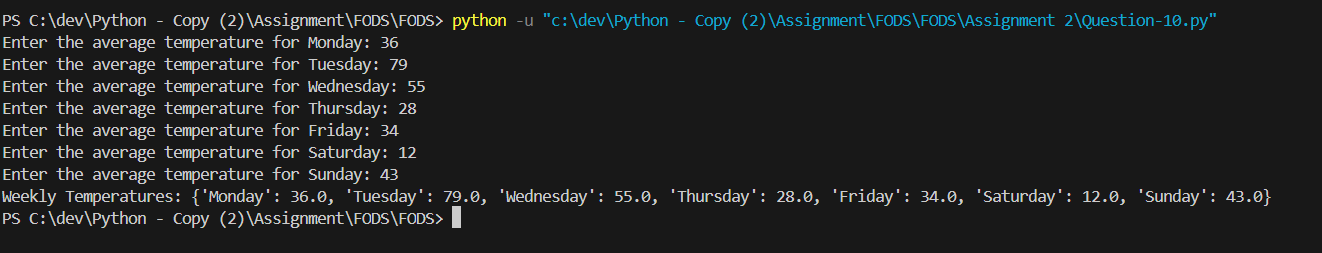 PS C:\dev\Python - Copy (2)\Assignment\FODS\FODS> python -u "c:\dev\Python - Copy (2)\Assignment\FODS\FODS\Assignment 2\Question-10.py"
Enter the average temperature for Monday: 36
Enter the average temperature for Tuesday: 79
Enter the average temperature for Wednesday: 55
Enter the average temperature for Thursday: 28
Enter the average temperature for Friday: 34
Enter the average temperature for Saturday: 12
Enter the average temperature for Sunday: 43
Weekly Temperatures: {'Monday': 36.0, 'Tuesday': 79.0, 'Wednesday': 55.0, 'Thursday': 28.0, 'Friday': 34.0, 'Saturday': 12.0, 'Sunday': 43.0}
PS C:\dev\Python - Copy (2)\Assignment\FODS\FODS>